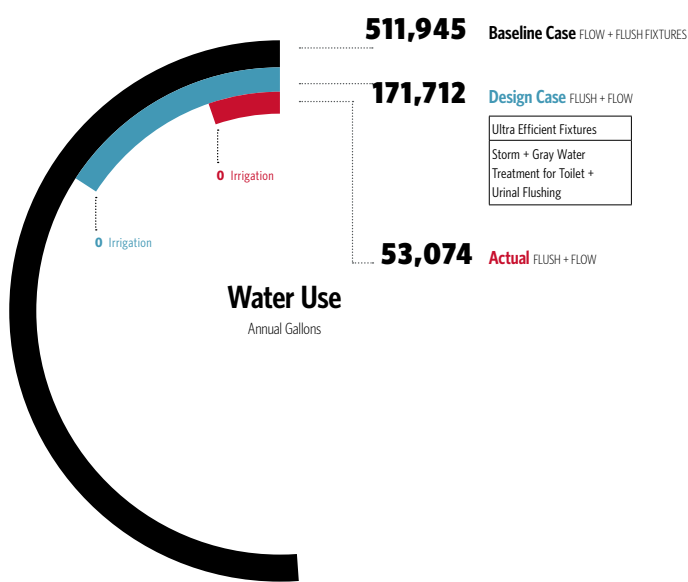 511,945 Baseline Case FLOW + FLUSH FIXTURES
171,712 Design Case FLUSH + FLOW
Ultra Efficient Fixtures
Storm + Gray Water
Treatment for Toilet +
Urinal Flushing
0 Irrigation
0 Irrigation
53,074 Actual FLUSH + FLOW
Water Use
Annual Gallons